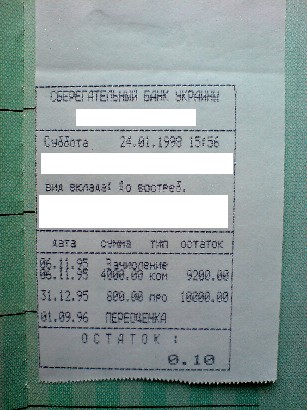 СБЕРЕГАТЕЛЬНЫЙ БАНК УКРАИНЫ
Суббота 24.01.1998 15:56
вид вклада: До востреб.
дата сумма тип остаток
06.11.95 Зачисление
06.11.95 4000.00 ком 9200.00
31.12.95 800.00 про 10000.00
01.09.96 ПЕРЕОЦЕНКА
ОСТАТОК :
0.10